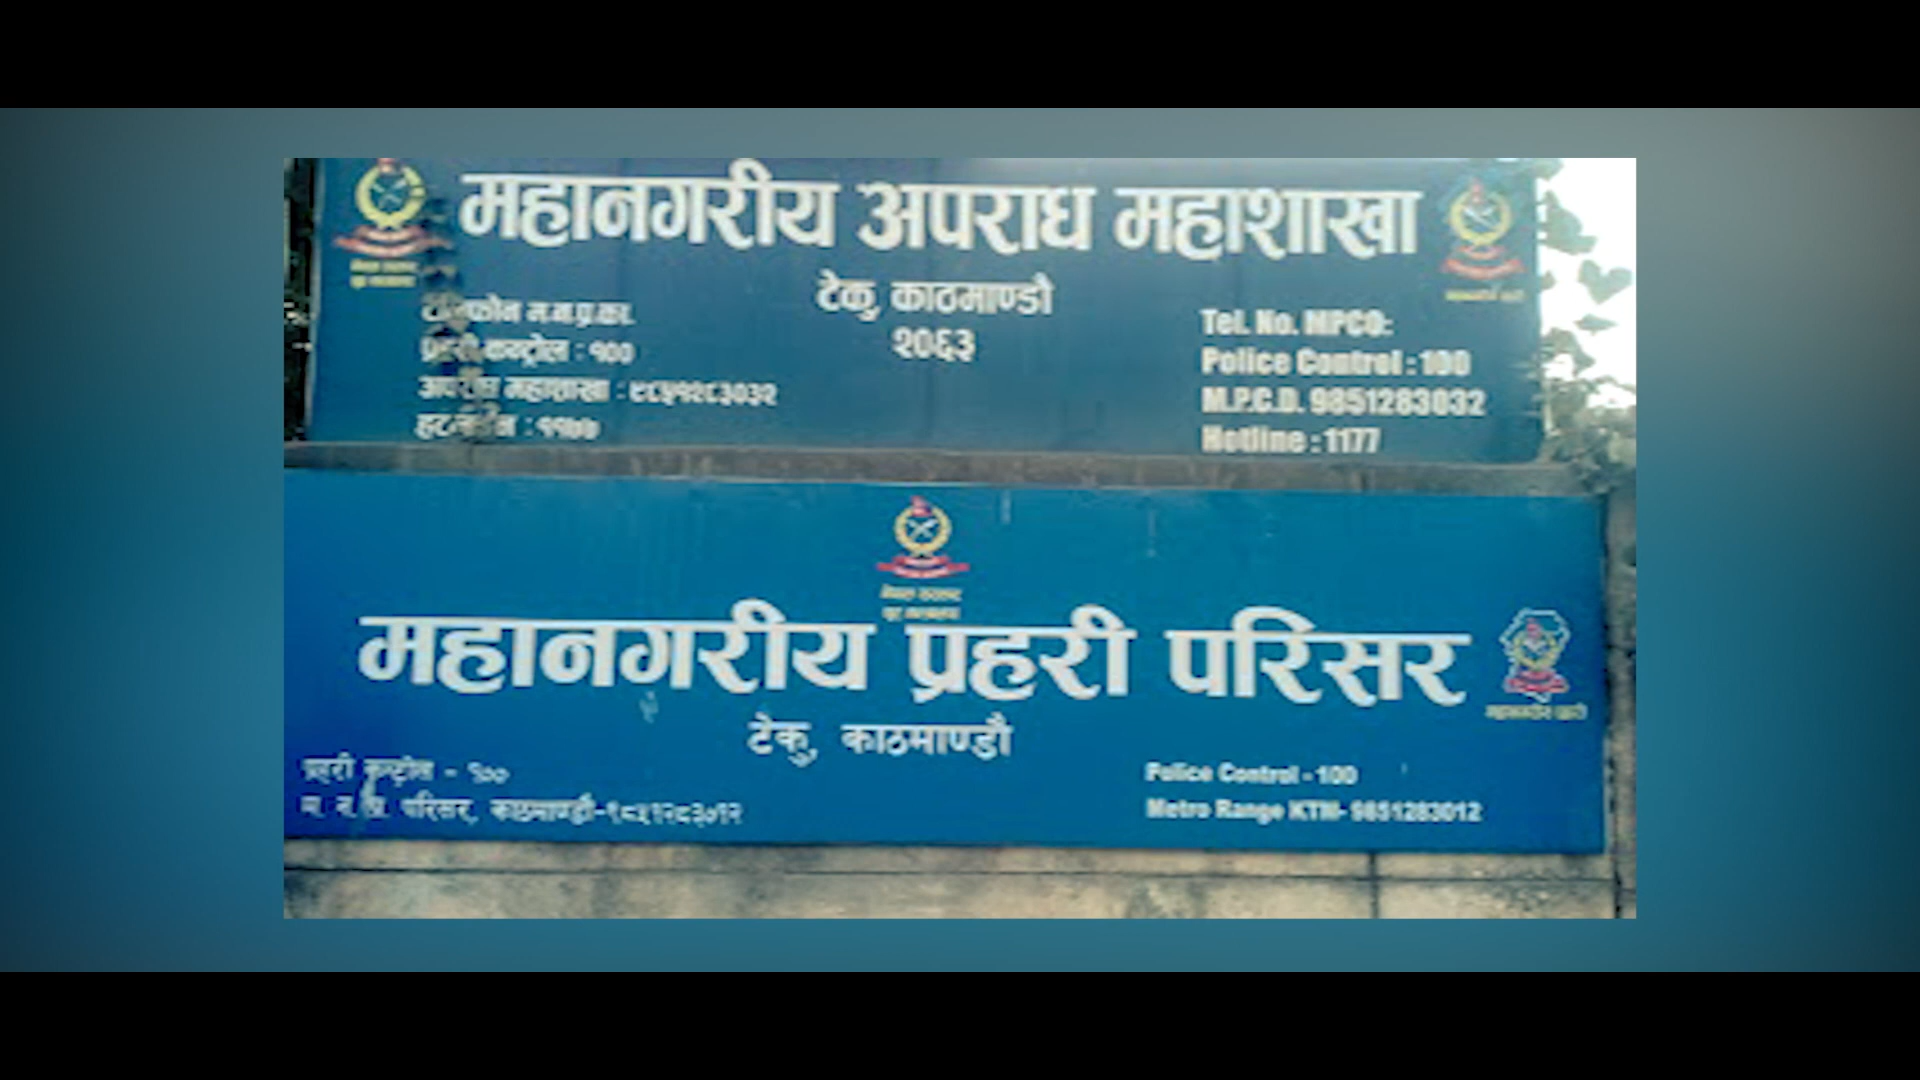 महानगरीय अपराध महाशाखा
टेकु, काठमाण्डौ
२०६३
टेलिफोन म.न.प्र.का.
प्रहरी कन्ट्रोल : १००
अपराध महाशाखा : ९८५१२८३०३२
हटलाईन : ११७७
Tel. No. MPCO:
Police Control : 100
M.P.C.D. 9851283032
Hotline : 1177
महानगरीय प्रहरी परिसर
टेकु, काठमाण्डौ
प्रहरी कन्ट्रोल - १००
म. न. प्र. परिसर, काठमाण्डौ-९८५१२८३०१२
Police Control - 100
Metro Range KTM- 9851283012